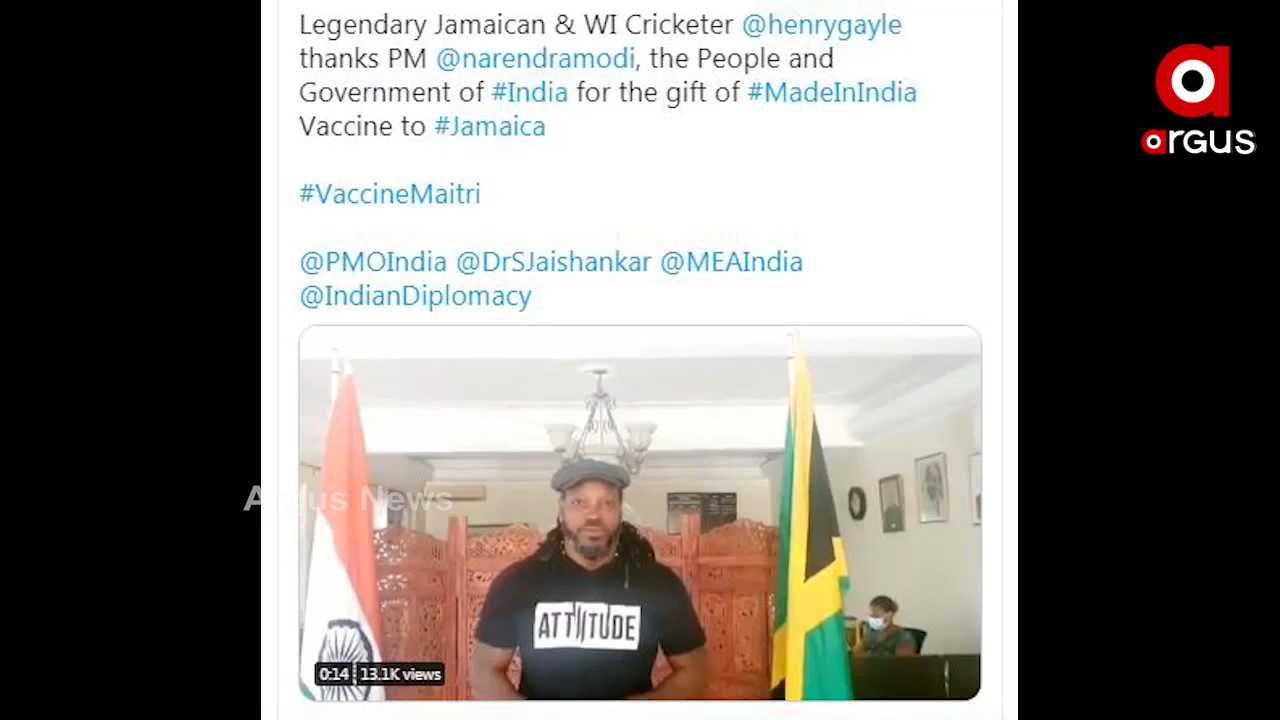 Legendary Jamaican & WI Cricketer @henrygayle
thanks PM @narendramodi, the People and
Government of #India for the gift of #MadeInIndia
Vaccine to #Jamaica
#VaccineMaitri
@PMOIndia @DrSJaishankar @MEAIndia
@IndianDiplomacy
a
argus
Argus News
ATTITUDE
0:14 13.1K views